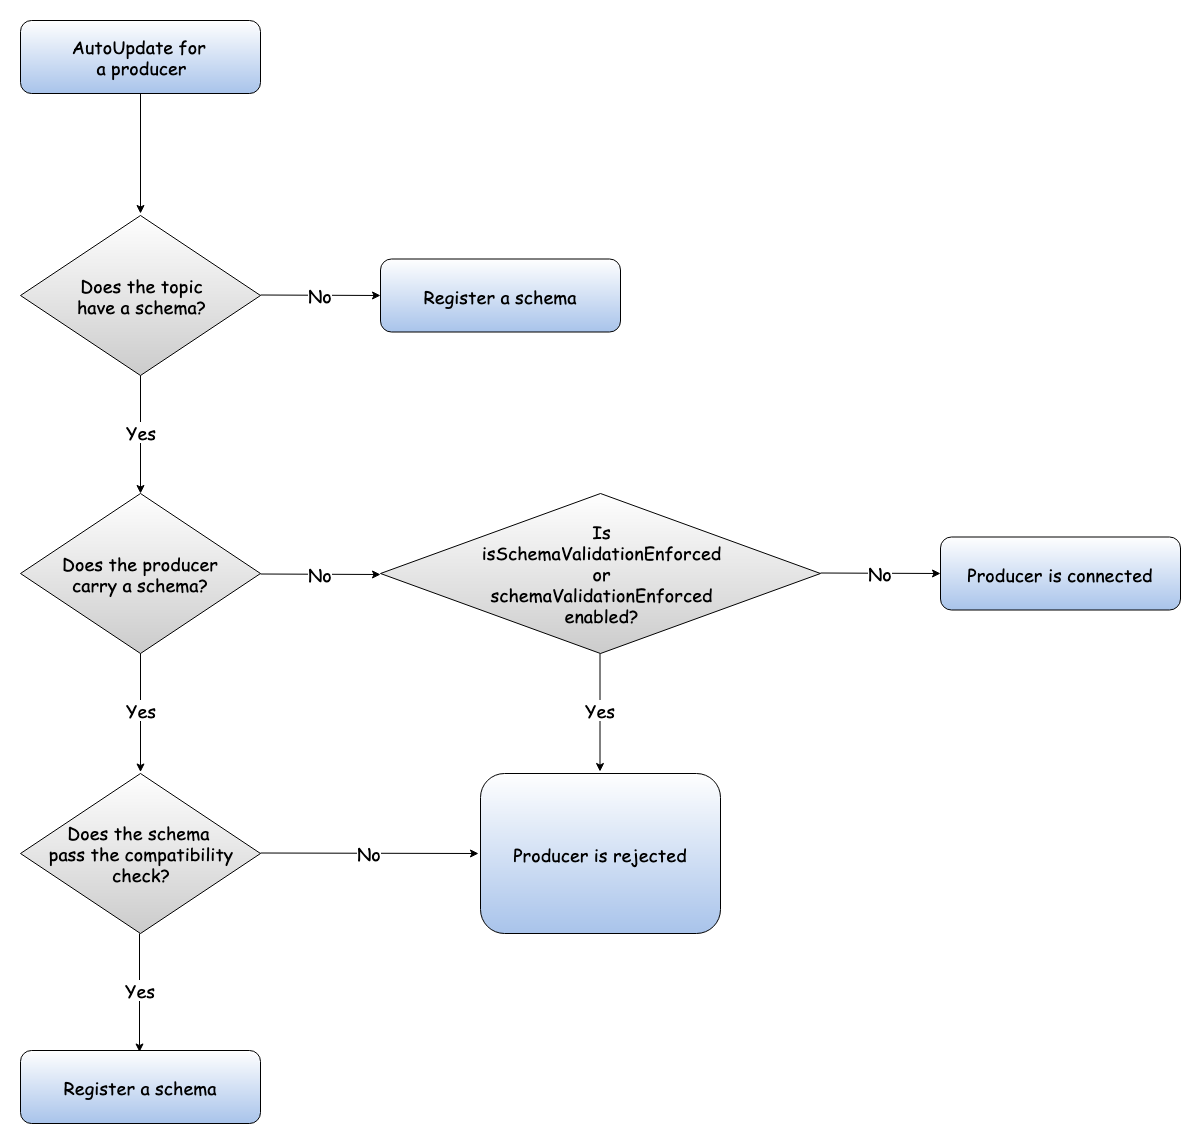 AutoUpdate for
a producer
Does the topic
have a schema?
No
Register a schema
Yes
Does the producer
carry a schema?
No
Is
isSchemaValidationEnforced
or
schemaValidationEnforced
enabled?
No
Producer is connected
Yes
Yes
Does the schema
pass the compatibility
check?
No
Producer is rejected
Yes
Register a schema